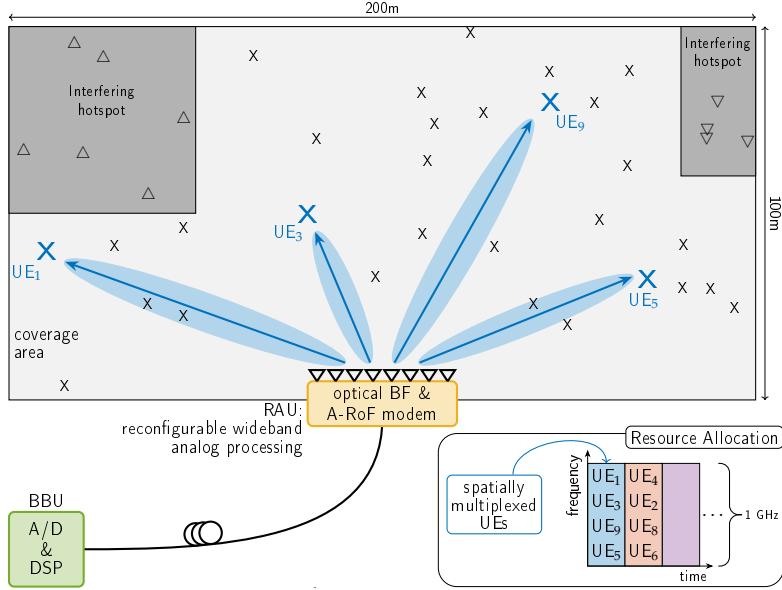 200m
Interfering
hotspot
Interfering
hotspot
X
X
X
X
X
X
X
X
X
X
UE₉
X
X
X
X
X
UE₃
X
X
X
X
X
X
X
UE₁
X
X
X
UE₅
X
X
X
X
X
X
X
X
coverage
area
X
100m
optical BF &
A-RoF modem
RAU:
reconfigurable wideband
analog processing
BBU
A/D
&
DSP
Resource Allocation
spatially
multiplexed
UEs
frequency
UE₁ UE₄
UE₃ UE₂
UE₉ UE₈
UE₅ UE₆
···
1 GHz
time